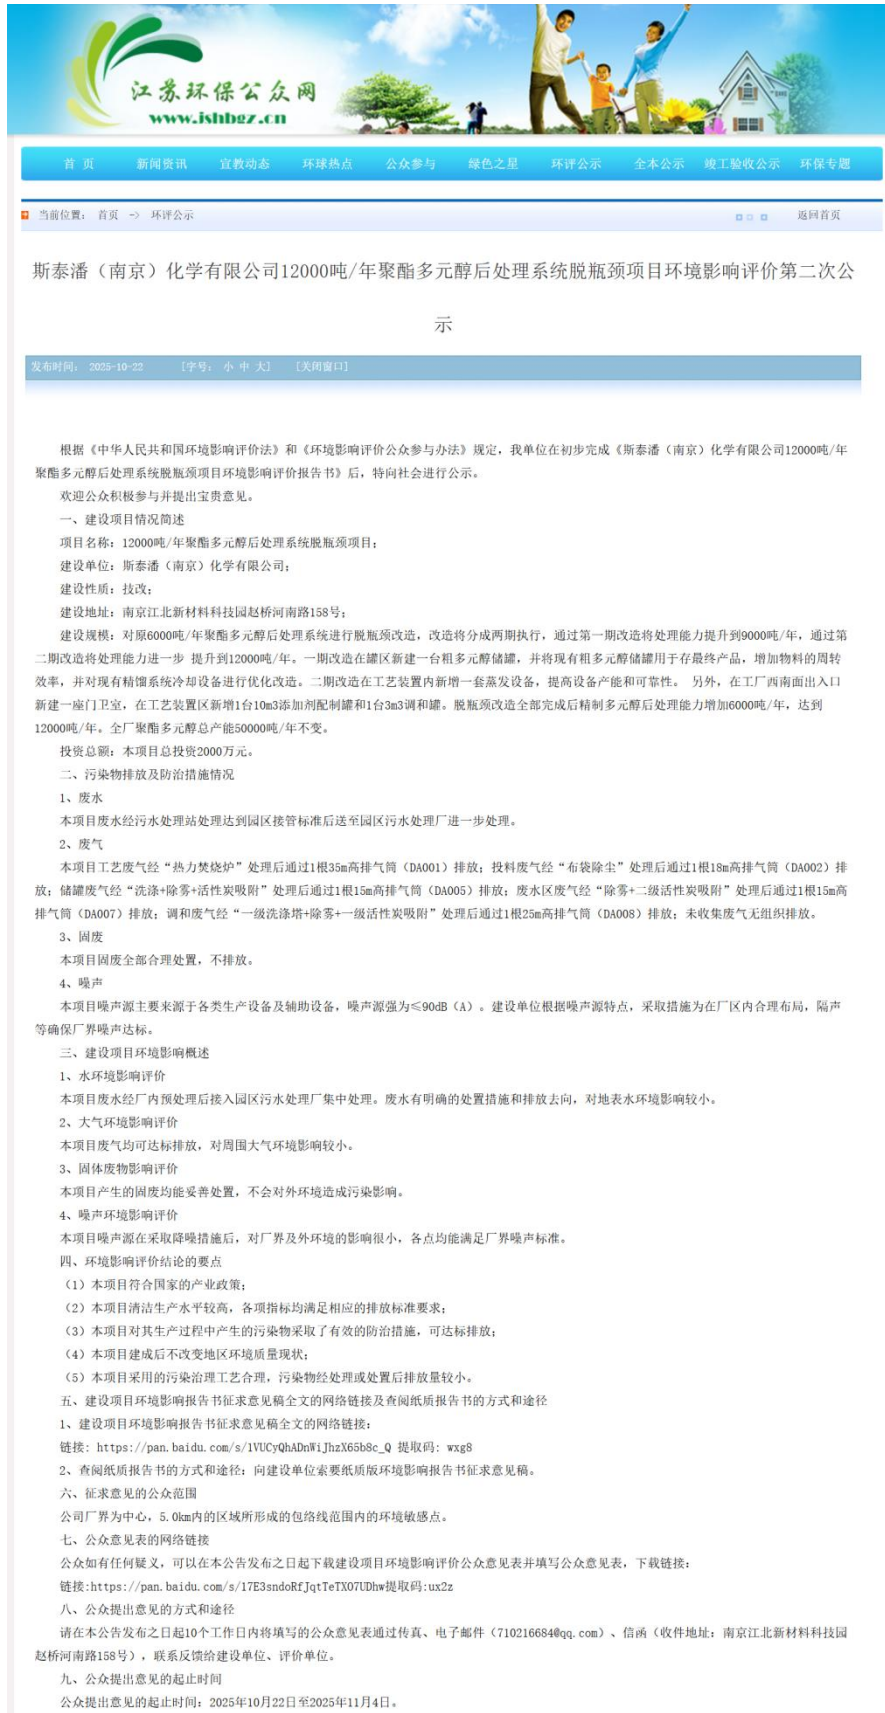 江苏环保公众网
www.jshbgz.cn
首 页 新闻资讯 宣教动态 环球热点 公众参与 绿色之星 环评公示 全本公示 竣工验收公示 环保专题
当前位置： 首页 -> 环评公示 返回首页
斯泰潘（南京）化学有限公司12000吨/年聚酯多元醇后处理系统脱瓶颈项目环境影响评价第二次公
示
发布时间： 2025-10-22 [字号： 小 中 大] [关闭窗口]
根据《中华人民共和国环境影响评价法》和《环境影响评价公众参与办法》规定，我单位在初步完成《斯泰潘（南京）化学有限公司12000吨/年
聚酯多元醇后处理系统脱瓶颈项目环境影响评价报告书》后，特向社会进行公示。
欢迎公众积极参与并提出宝贵意见。
一、建设项目情况简述
项目名称：12000吨/年聚酯多元醇后处理系统脱瓶颈项目；
建设单位：斯泰潘（南京）化学有限公司；
建设性质：技改；
建设地址：南京江北新材料科技园赵桥河南路158号；
建设规模：对原6000吨/年聚酯多元醇后处理系统进行脱瓶颈改造，改造将分成两期执行，通过第一期改造将处理能力提升到9000吨/年，通过第
二期改造将处理能力进一步 提升到12000吨/年。一期改造在罐区新建一台粗多元醇储罐，并将现有粗多元醇储罐用于存最终产品，增加物料的周转
效率，并对现有精馏系统冷却设备进行优化改造。二期改造在工艺装置内新增一套蒸发设备，提高设备产能和可靠性。 另外，在工厂西南面出入口
新建一座门卫室，在工艺装置区新增1台10m3添加剂配制罐和1台3m3调和罐。脱瓶颈改造全部完成后精制多元醇后处理能力增加6000吨/年，达到
12000吨/年。全厂聚酯多元醇总产能50000吨/年不变。
投资总额：本项目总投资2000万元。
二、污染物排放及防治措施情况
1、废水
本项目废水经污水处理站处理达到园区接管标准后送至园区污水处理厂进一步处理。
2、废气
本项目工艺废气经“热力焚烧炉”处理后通过1根35m高排气筒（DA001）排放；投料废气经“布袋除尘”处理后通过1根18m高排气筒（DA002）排
放；储罐废气经“洗涤+除雾+活性炭吸附”处理后通过1根15m高排气筒（DA005）排放；废水区废气经“除雾+二级活性炭吸附”处理后通过1根15m高
排气筒（DA007）排放；调和废气经“一级洗涤塔+除雾+一级活性炭吸附”处理后通过1根25m高排气筒（DA008）排放；未收集废气无组织排放。
3、固废
本项目固废全部合理处置，不排放。
4、噪声
本项目噪声源主要来源于各类生产设备及辅助设备，噪声源强为≤90dB（A）。建设单位根据噪声源特点，采取措施为在厂区内合理布局，隔声
等确保厂界噪声达标。
三、建设项目环境影响概述
1、水环境影响评价
本项目废水经厂内预处理后接入园区污水处理厂集中处理。废水有明确的处置措施和排放去向，对地表水环境影响较小。
2、大气环境影响评价
本项目废气均可达标排放，对周围大气环境影响较小。
3、固体废物影响评价
本项目产生的固废均能妥善处置，不会对外环境造成污染影响。
4、噪声环境影响评价
本项目噪声源在采取降噪措施后，对厂界及外环境的影响很小，各点均能满足厂界噪声标准。
四、环境影响评价结论的要点
（1）本项目符合国家的产业政策；
（2）本项目清洁生产水平较高，各项指标均满足相应的排放标准要求；
（3）本项目对其生产过程中产生的污染物采取了有效的防治措施，可达标排放；
（4）本项目建成后不改变地区环境质量现状；
（5）本项目采用的污染治理工艺合理，污染物经处理或处置后排放量较小。
五、建设项目环境影响报告书征求意见稿全文的网络链接及查阅纸质报告书的方式和途径
1、建设项目环境影响报告书征求意见稿全文的网络链接：
链接: https://pan.baidu.com/s/1VUCyQhADnWiJhzX65b8c_Q 提取码: wxg8
2、查阅纸质报告书的方式和途径：向建设单位索要纸质版环境影响报告书征求意见稿。
六、征求意见的公众范围
公司厂界为中心，5.0km内的区域所形成的包络线范围内的环境敏感点。
七、公众意见表的网络链接
公众如有任何疑义，可以在本公告发布之日起下载建设项目环境影响评价公众意见表并填写公众意见表，下载链接：
链接:https://pan.baidu.com/s/17E3sndoRfJqtTeTXO7UDhw提取码:ux2z
八、公众提出意见的方式和途径
请在本公告发布之日起10个工作日内将填写的公众意见表通过传真、电子邮件（710216684@qq.com）、信函（收件地址：南京江北新材料科技园
赵桥河南路158号），联系反馈给建设单位、评价单位。
九、公众提出意见的起止时间
公众提出意见的起止时间：2025年10月22日至2025年11月4日。